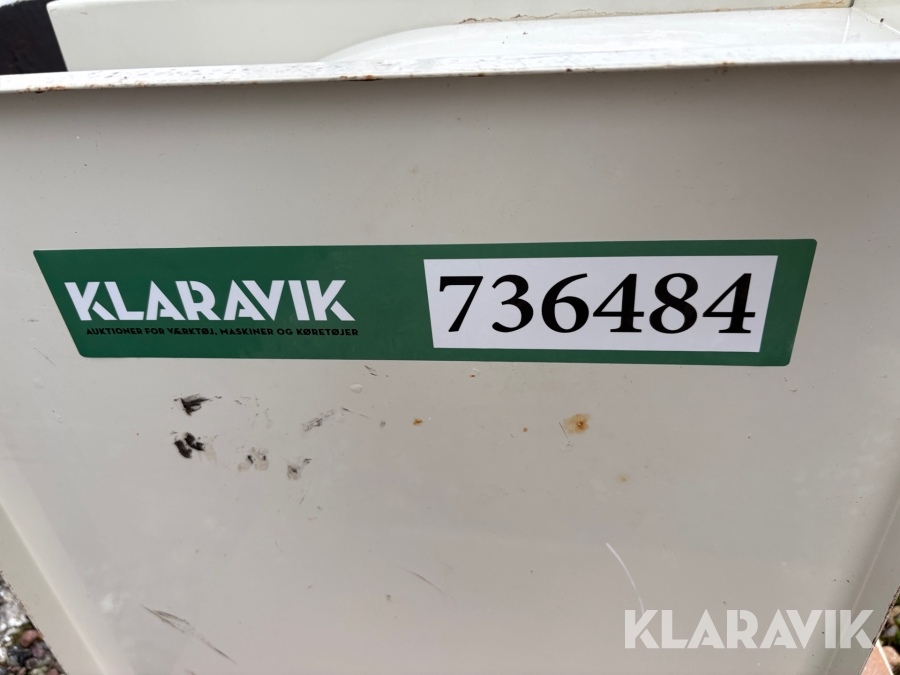 KLARAVIK
AUKTIONER FOR VÆRKTØJ, MASKINER OG KØRETØJER
736484
KLARAVIK